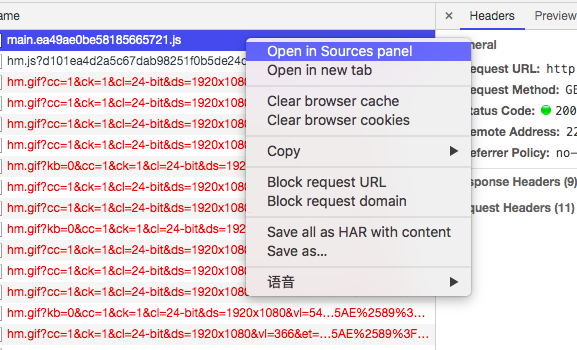 ame
× Headers Preview
main.ea49ae0be58185665721.js
eneral
hm.js?d101ea4d2a5c67dab98251f0b5de24c
equest URL: http
hm.gif?cc=1&ck=1&cl=24-bit&ds=1920x1080
equest Method: GE
hm.gif?cc=1&ck=1&cl=24-bit&ds=1920x1080
tatus Code: 200
hm.gif?cc=1&ck=1&cl=24-bit&ds=1920x1080
emote Address: 22
hm.gif?cc=1&ck=1&cl=24-bit&ds=1920x1080
eferrer Policy: no-
hm.gif?kb=0&cc=1&ck=1&cl=24-bit&ds=192
sponse Headers (9)
hm.gif?cc=1&ck=1&cl=24-bit&ds=1920x1080
quest Headers (11)
hm.gif?cc=1&ck=1&cl=24-bit&ds=1920x1080
hm.gif?kb=0&cc=1&ck=1&cl=24-bit&ds=192
hm.gif?cc=1&ck=1&cl=24-bit&ds=1920x1080
hm.gif?cc=1&ck=1&cl=24-bit&ds=1920x1080
hm.gif?kb=0&cc=1&ck=1&cl=24-bit&ds=192
hm.gif?kb=0&cc=1&ck=1&cl=24-bit&ds=1920x1080&vl=54...5AE%2589%3...
hm.gif?cc=1&ck=1&cl=24-bit&ds=1920x1080&vl=366&et=...5AE%2589%3F...
Open in Sources panel
Open in new tab
Clear browser cache
Clear browser cookies
Copy
Block request URL
Block request domain
Save all as HAR with content
Save as...
语音